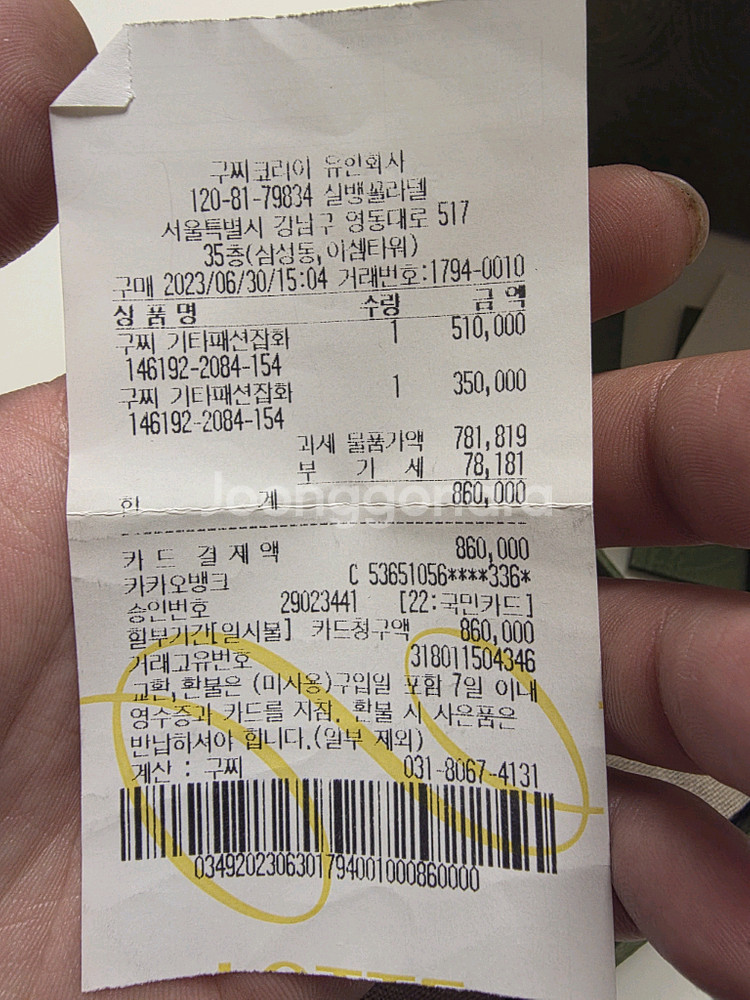 구찌코리아 유한회사
120-81-79834 실뱅꼴라델
서울특별시 강남구 영동대로 517
35층(삼성동,아셈타워)
구매 2023/06/30/15:04 거래번호:1794-0010
상 품 명 수량 금 액
구찌 기타패션잡화 1 510,000
146192-2084-154
구찌 기타패션잡화 1 350,000
146192-2084-154
과세 물품가액 781,819
부 가 세 78,181
합 계 860,000
Joonggonara
카 드 결 제 액 860,000
카카오뱅크 C 53651056****336*
승인번호 29023441 [22:국민카드]
할부기간[일시불] 카드청구액 860,000
거래고유번호 318011504346
교환,환불은 (미사용)구입일 포함 7일 이내
영수증과 카드를 지참. 환불 시 사은품은
반납하셔야 합니다.(일부 제외)
계산 : 구찌 031-8067-4131
0349202306301794001000860000
LOTTE